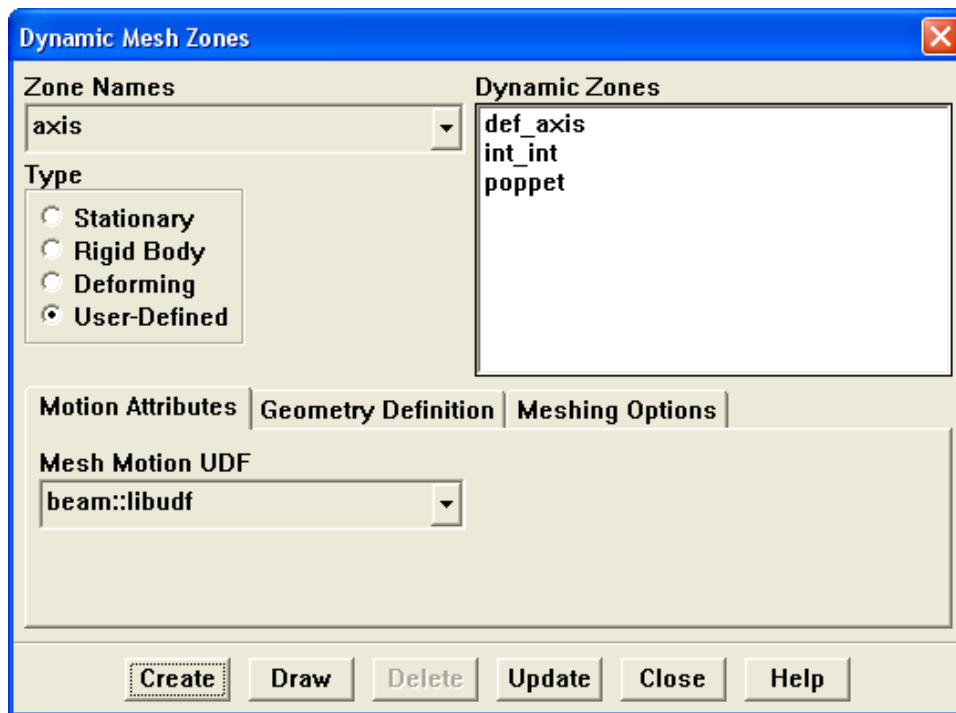 Dynamic Mesh Zones
Zone Names
axis
Type
Stationary
Rigid Body
Deforming
User-Defined
Dynamic Zones
def_axis
int_int
poppet
Motion Attributes
Geometry Definition
Meshing Options
Mesh Motion UDF
beam::libudf
Create
Draw
Delete
Update
Close
Help